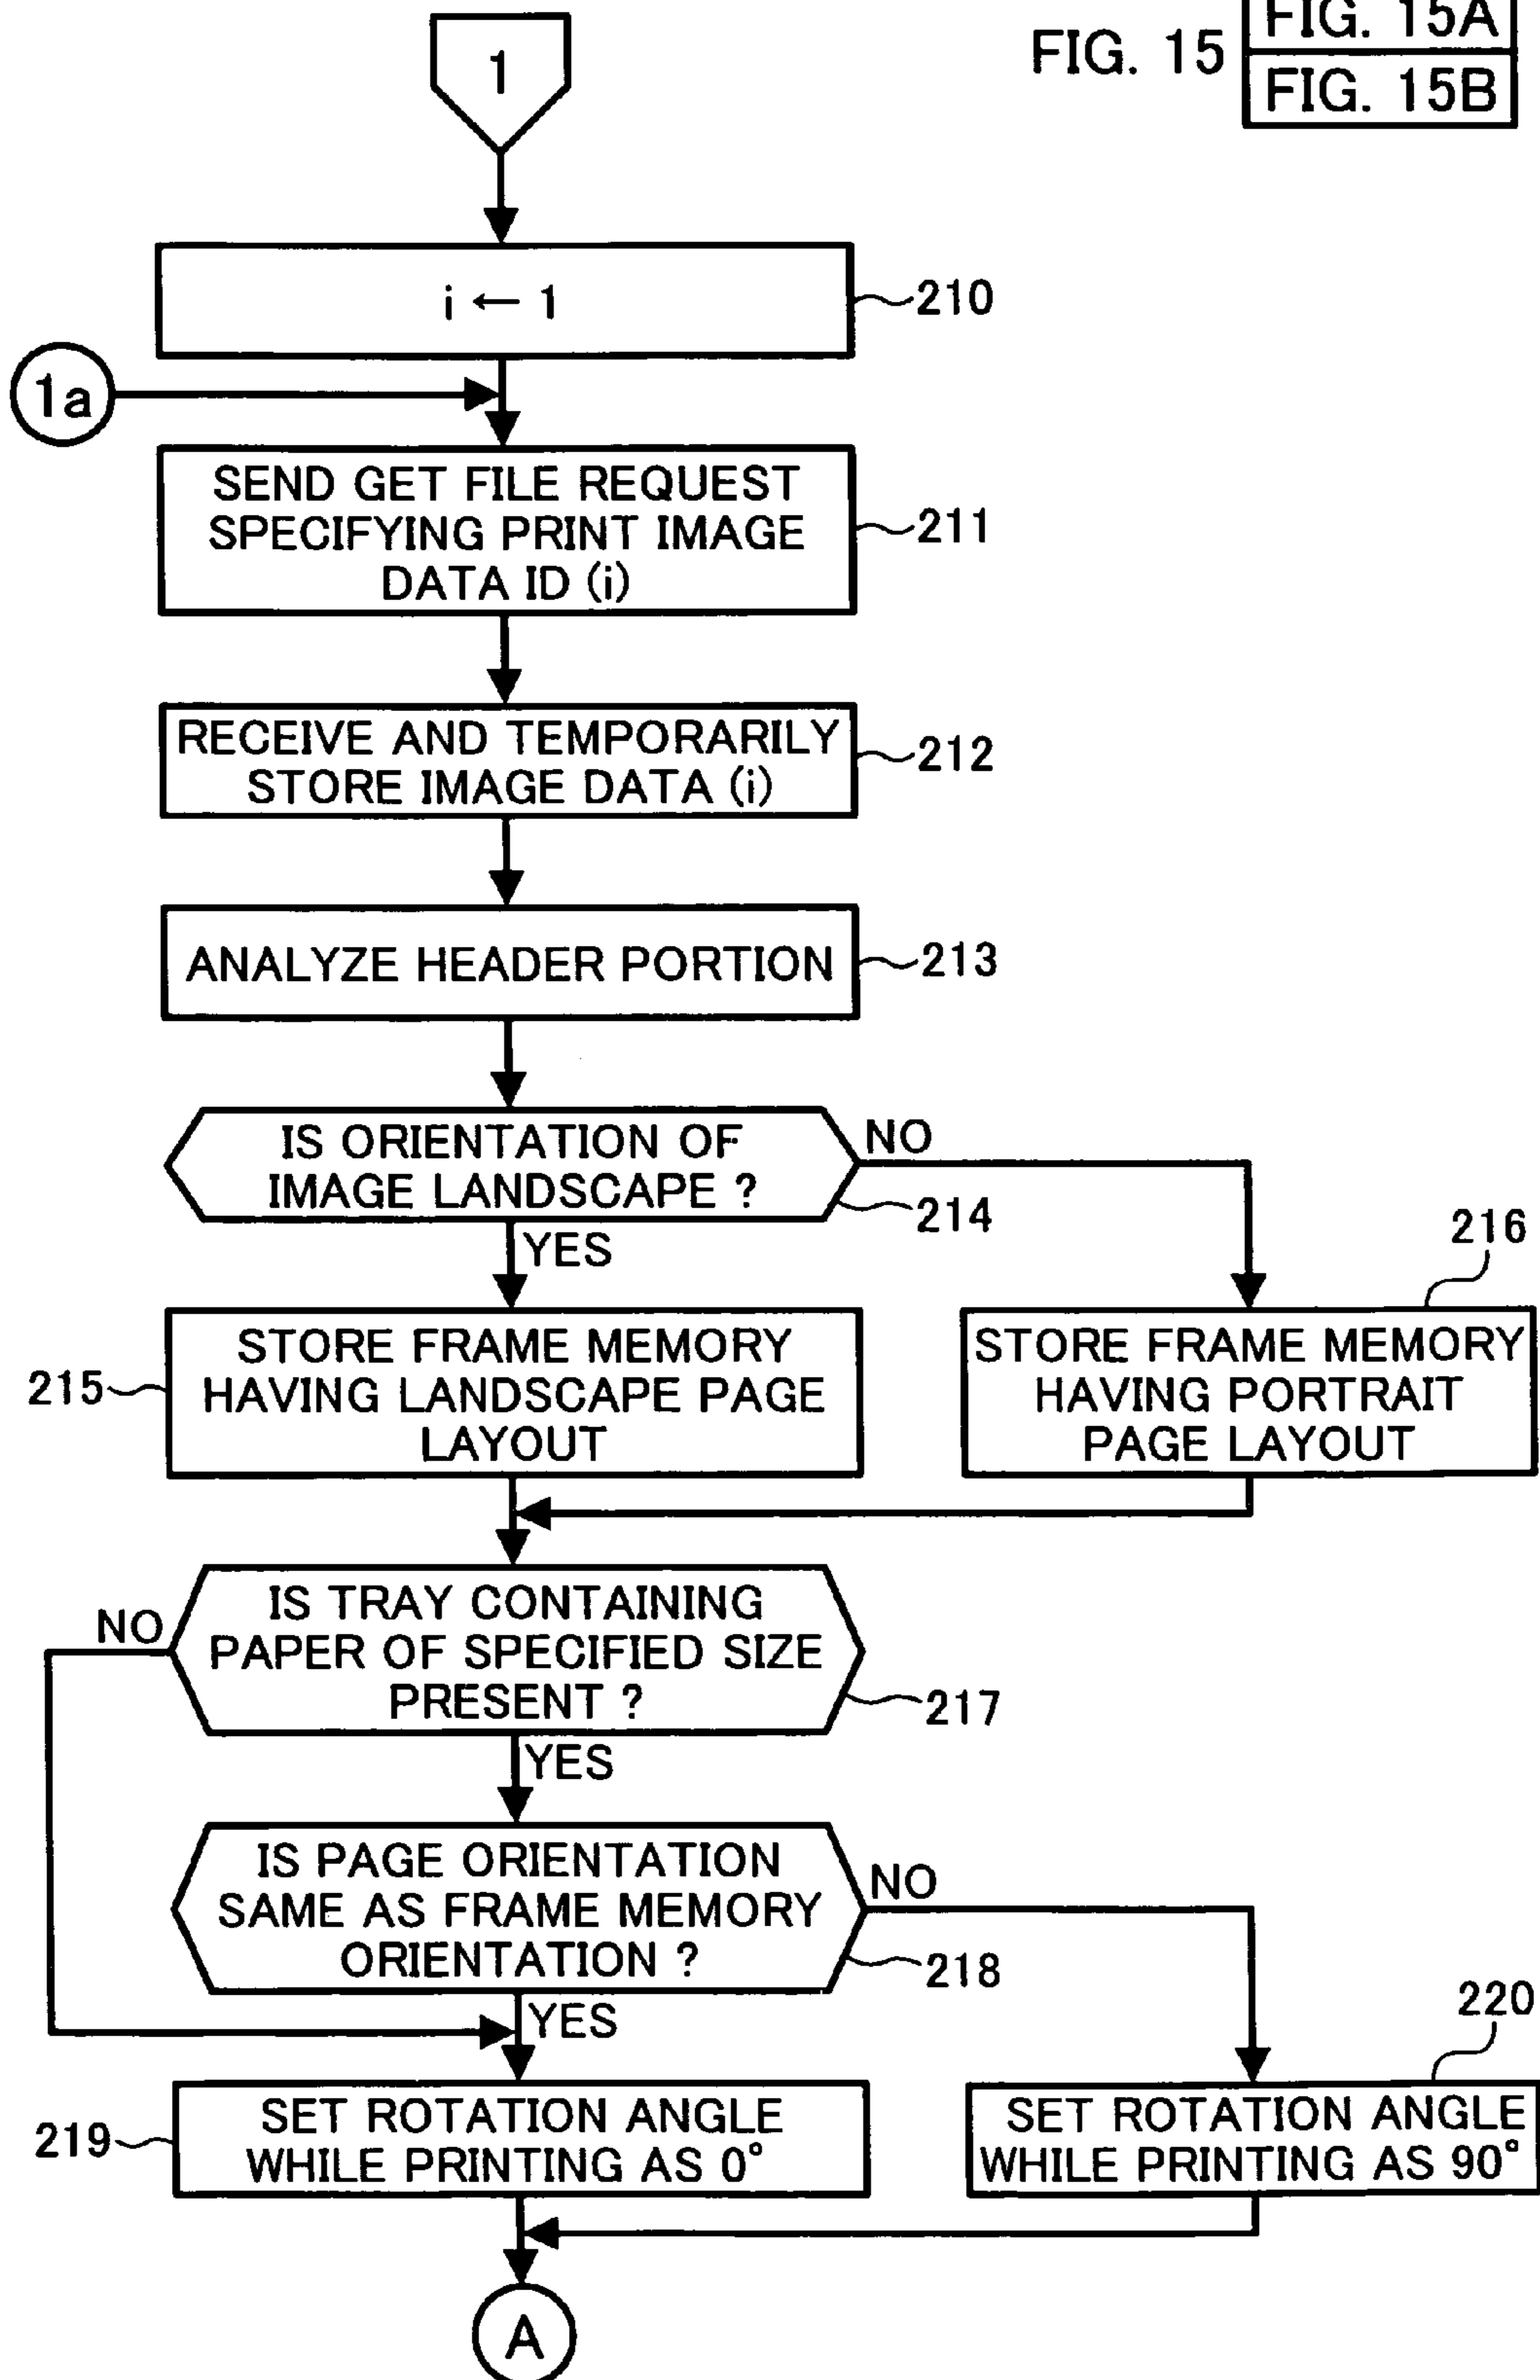 FIG. 15
FIG. 15A
FIG. 15B
1
i ← 1
210
1a
SEND GET FILE REQUEST
SPECIFYING PRINT IMAGE
DATA ID (i)
211
RECEIVE AND TEMPORARILY
STORE IMAGE DATA (i)
212
ANALYZE HEADER PORTION
213
IS ORIENTATION OF
IMAGE LANDSCAPE ?
NO
214
YES
216
215
STORE FRAME MEMORY
HAVING LANDSCAPE PAGE
LAYOUT
STORE FRAME MEMORY
HAVING PORTRAIT
PAGE LAYOUT
NO
IS TRAY CONTAINING
PAPER OF SPECIFIED SIZE
PRESENT ?
217
YES
IS PAGE ORIENTATION
SAME AS FRAME MEMORY
ORIENTATION ?
NO
218
YES
220
219
SET ROTATION ANGLE
WHILE PRINTING AS 0°
SET ROTATION ANGLE
WHILE PRINTING AS 90°
A